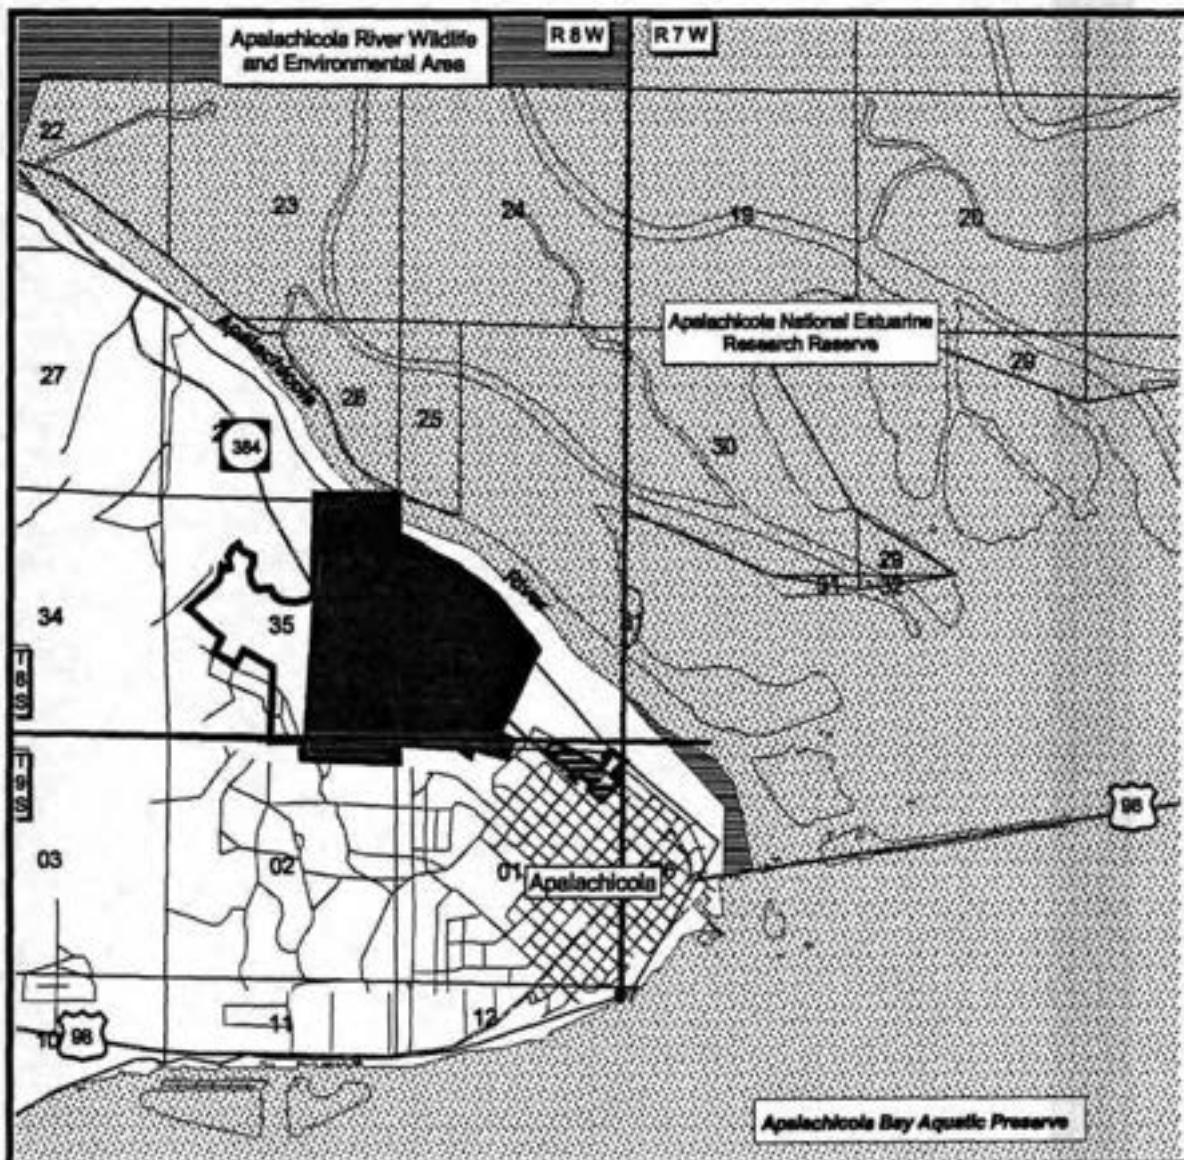 Apalachicola River Wildlife
and Environmental Area
R 8 W
R 7 W
22
23
24
19
20
Apalachicola National Estuarine
Research Reserve
29
Apalachicola
27
26
25
30
384
River
29
31
32
34
35
T
8
S
T
9
S
98
03
02
01
Apalachicola
11
12
10
98
Apalachicola Bay Aquatic Preserve